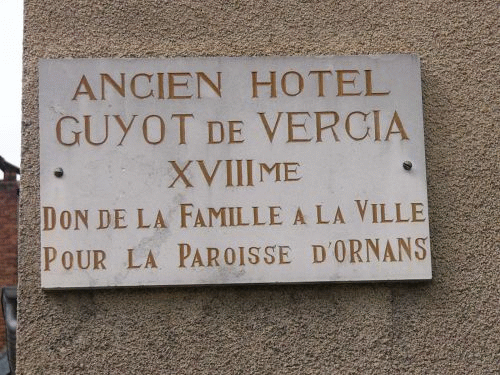 ANCIEN HOTEL
GUYOT DE VERCIA
XVIIIME
DON DE LA FAMILLE A LA VILLE
POUR LA PAROISSE D'ORNANS